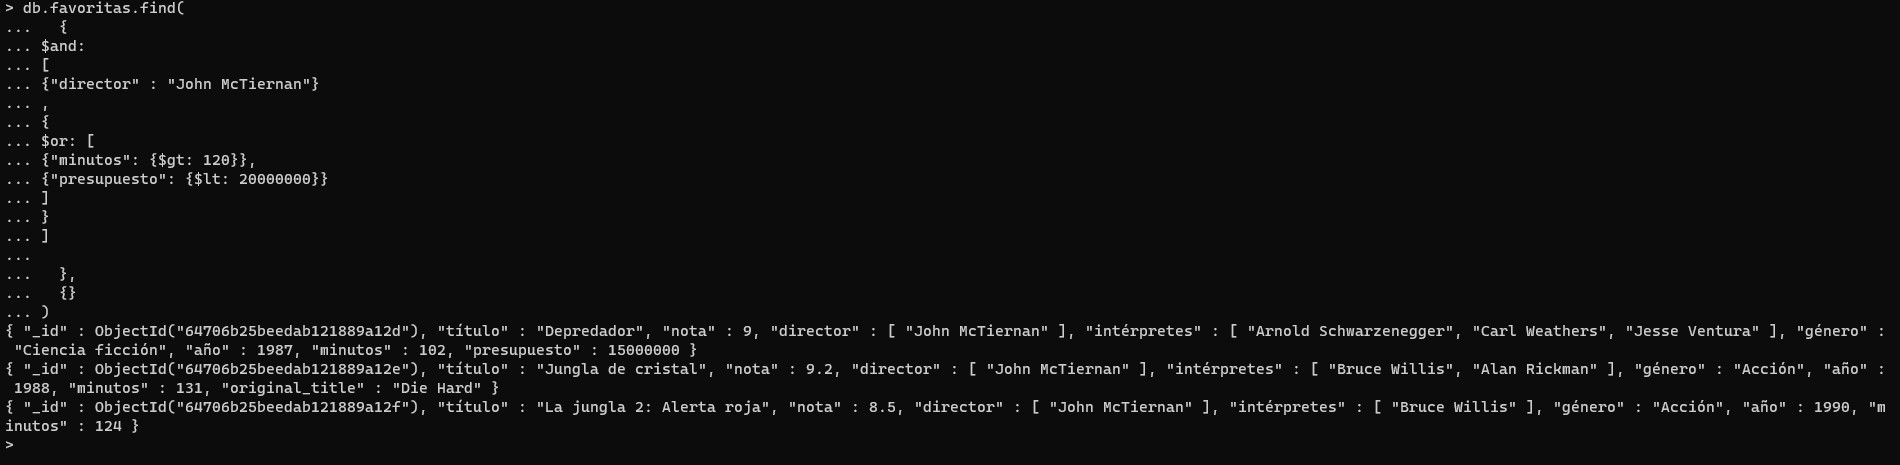 > db.favoritas.find(
...   {
... $and:
... [
... {"director" : "John McTiernan"}
... ,
... {
... $or: [
... {"minutos": {$gt: 120}},
... {"presupuesto": {$lt: 20000000}}
... ]
... }
... ]
...
...   },
...   {}
... )
{ "_id" : ObjectId("64706b25beedab121889a12d"), "título" : "Depredador", "nota" : 9, "director" : [ "John McTiernan" ], "intérpretes" : [ "Arnold Schwarzenegger", "Carl Weathers", "Jesse Ventura" ], "género" :
 "Ciencia ficción", "año" : 1987, "minutos" : 102, "presupuesto" : 15000000 }
{ "_id" : ObjectId("64706b25beedab121889a12e"), "título" : "Jungla de cristal", "nota" : 9.2, "director" : [ "John McTiernan" ], "intérpretes" : [ "Bruce Willis", "Alan Rickman" ], "género" : "Acción", "año" :
 1988, "minutos" : 131, "original_title" : "Die Hard" }
{ "_id" : ObjectId("64706b25beedab121889a12f"), "título" : "La jungla 2: Alerta roja", "nota" : 8.5, "director" : [ "John McTiernan" ], "intérpretes" : [ "Bruce Willis" ], "género" : "Acción", "año" : 1990, "m
inutos" : 124 }
>